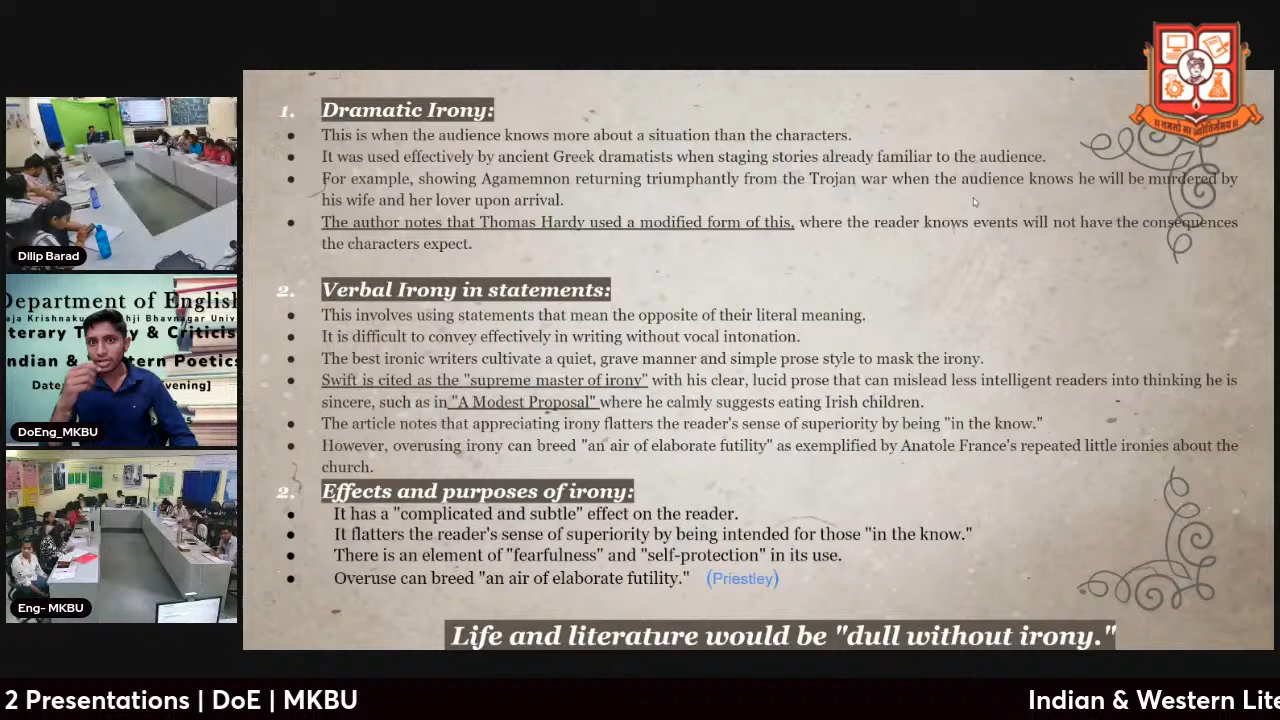 1. Dramatic Irony:
● This is when the audience knows more about a situation than the characters.
● It was used effectively by ancient Greek dramatists when staging stories already familiar to the audience.
● For example, showing Agamemnon returning triumphantly from the Trojan war when the audience knows he will be murdered by
his wife and her lover upon arrival.
● The author notes that Thomas Hardy used a modified form of this, where the reader knows events will not have the consequences
the characters expect.
2. Verbal Irony in statements:
● This involves using statements that mean the opposite of their literal meaning.
● It is difficult to convey effectively in writing without vocal intonation.
● The best ironic writers cultivate a quiet, grave manner and simple prose style to mask the irony.
● Swift is cited as the "supreme master of irony" with his clear, lucid prose that can mislead less intelligent readers into thinking he is
sincere, such as in "A Modest Proposal" where he calmly suggests eating Irish children.
● The article notes that appreciating irony flatters the reader's sense of superiority by being "in the know."
● However, overusing irony can breed "an air of elaborate futility" as exemplified by Anatole France's repeated little ironies about the
church.
2. Effects and purposes of irony:
● It has a "complicated and subtle" effect on the reader.
● It flatters the reader's sense of superiority by being intended for those "in the know."
● There is an element of "fearfulness" and "self-protection" in its use.
● Overuse can breed "an air of elaborate futility." (Priestley)
Life and literature would be "dull without irony."
Dilip Barad
Department of English
Bhavnagar Univ
Date:
DoEng_MKBU
Eng- MKBU
2 Presentations | DoE | MKBU
Indian & Western Lite